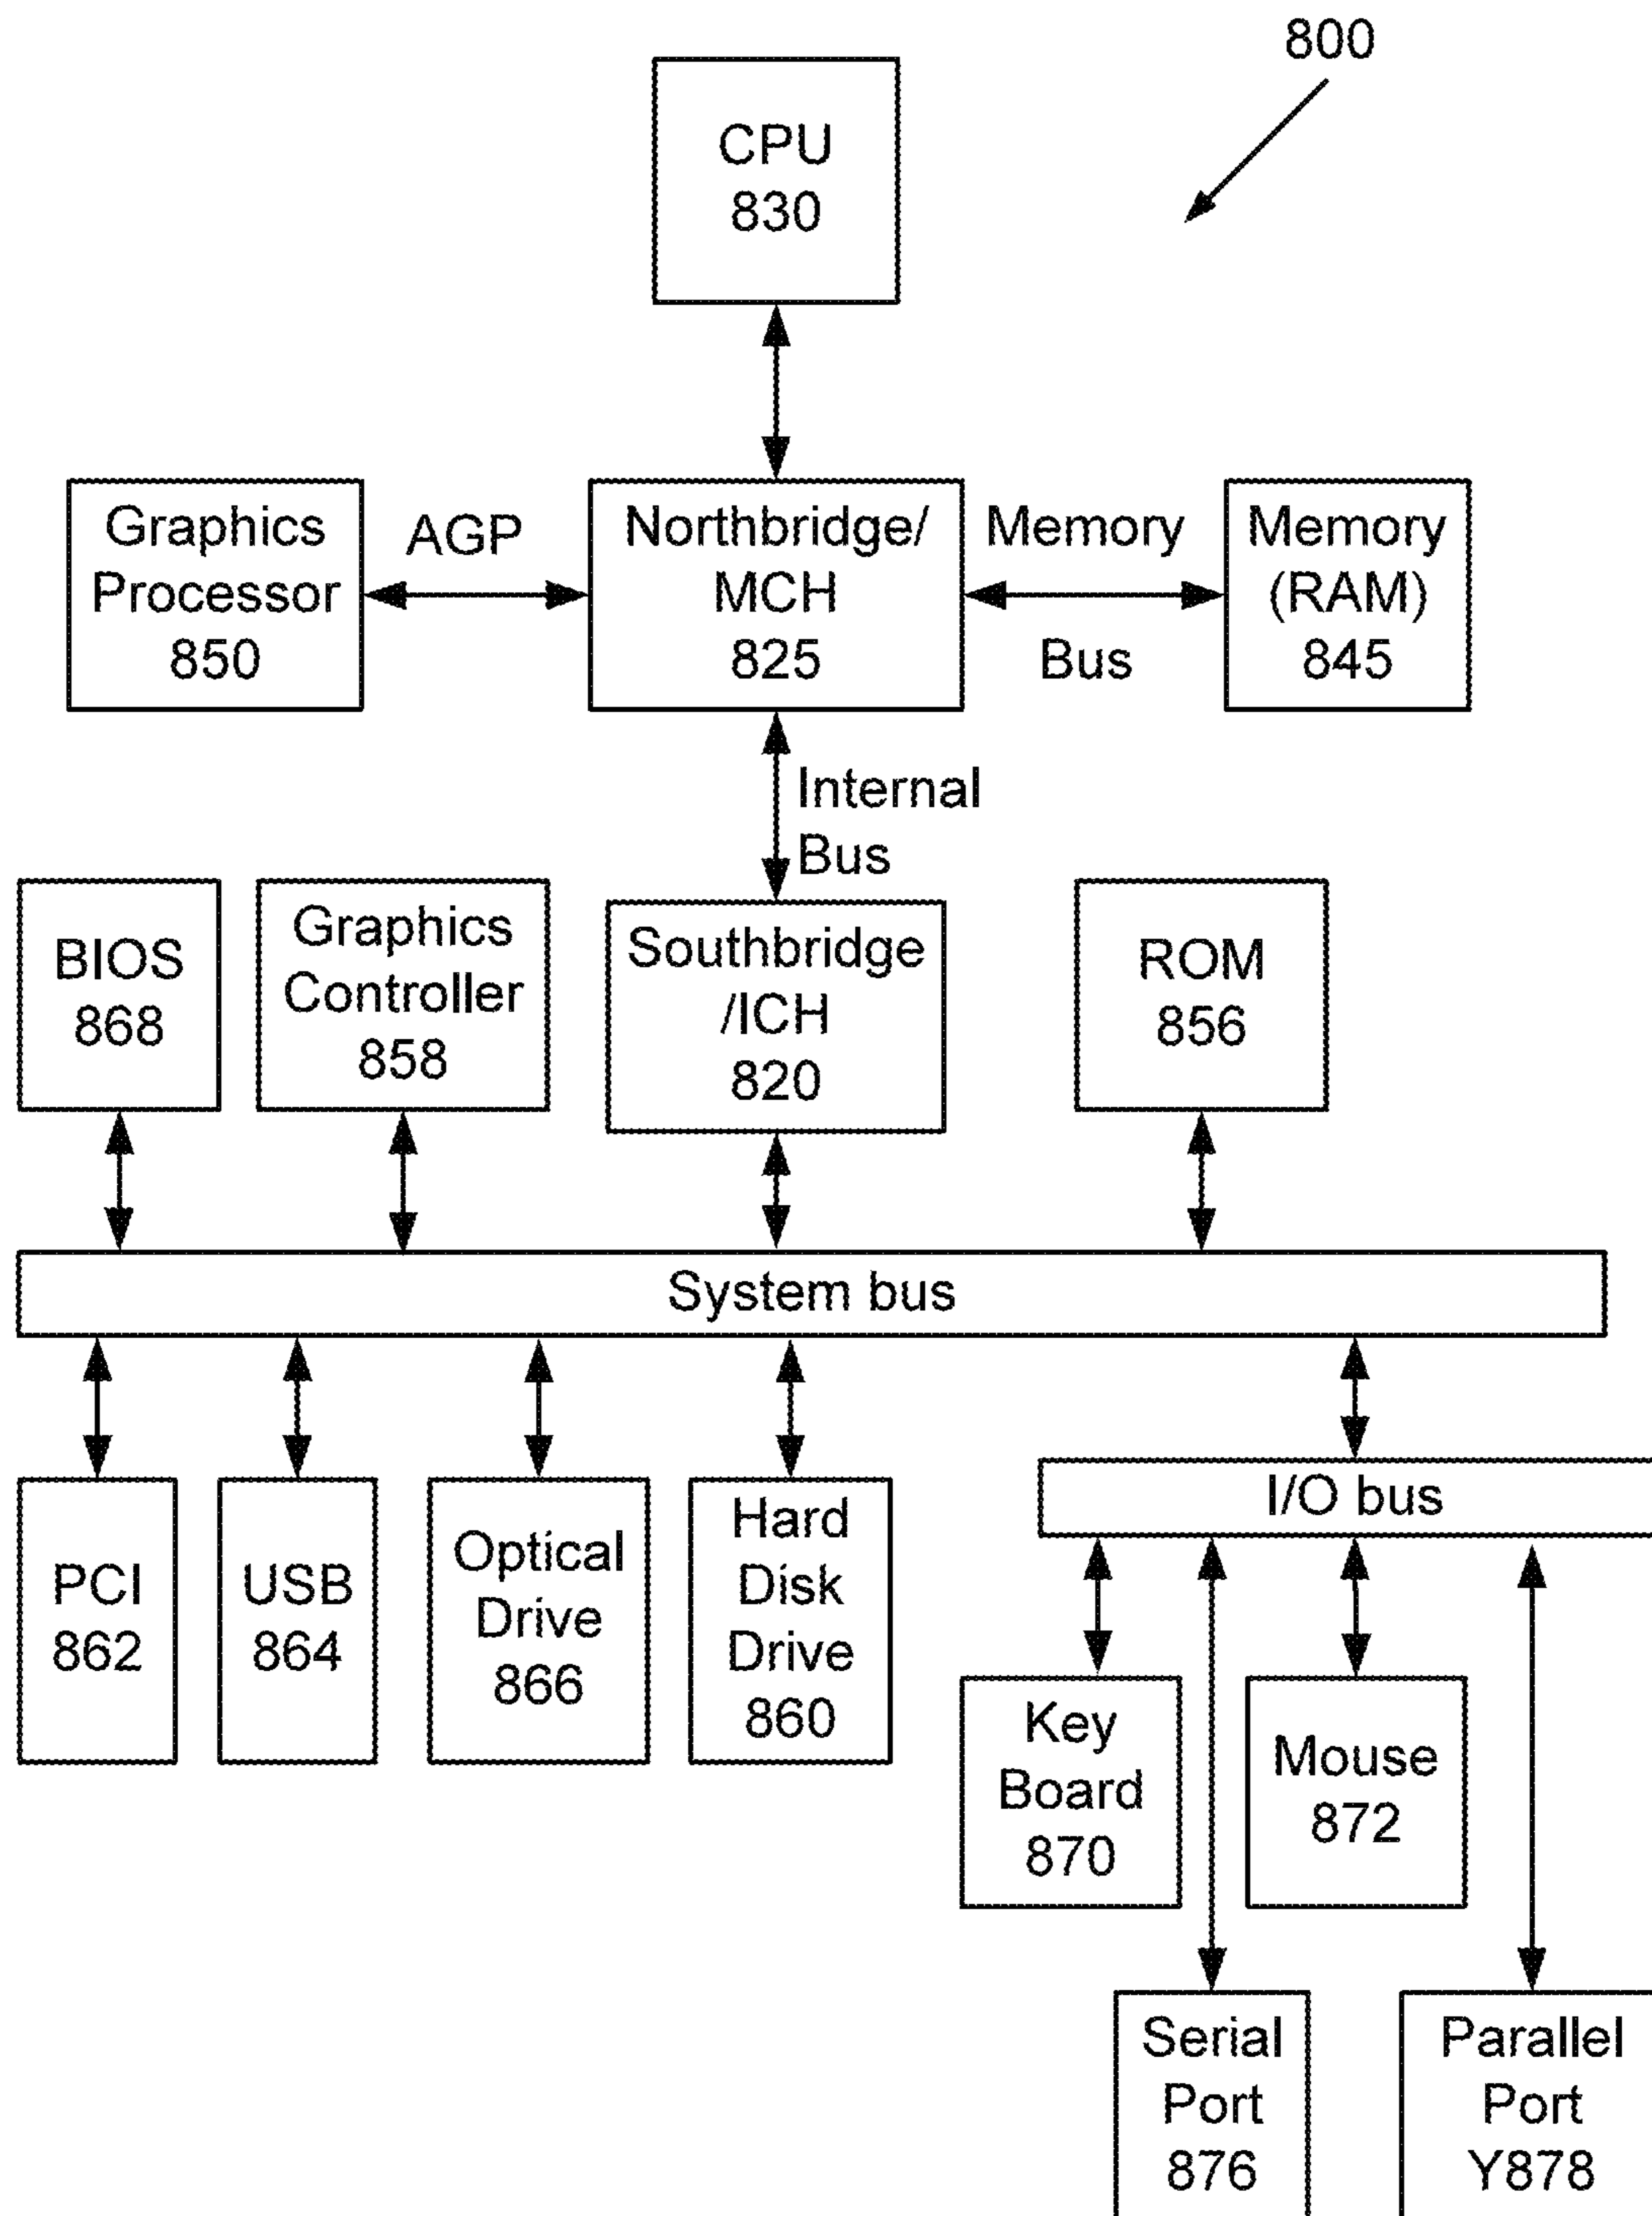 800
CPU
830
Graphics
Processor
850
AGP
Northbridge/
MCH
825
Memory
Bus
Memory
(RAM)
845
Internal
Bus
BIOS
868
Graphics
Controller
858
Southbridge
/ICH
820
ROM
856
System bus
PCI
862
USB
864
Optical
Drive
866
Hard
Disk
Drive
860
I/O bus
Key
Board
870
Mouse
872
Serial
Port
876
Parallel
Port
Y878